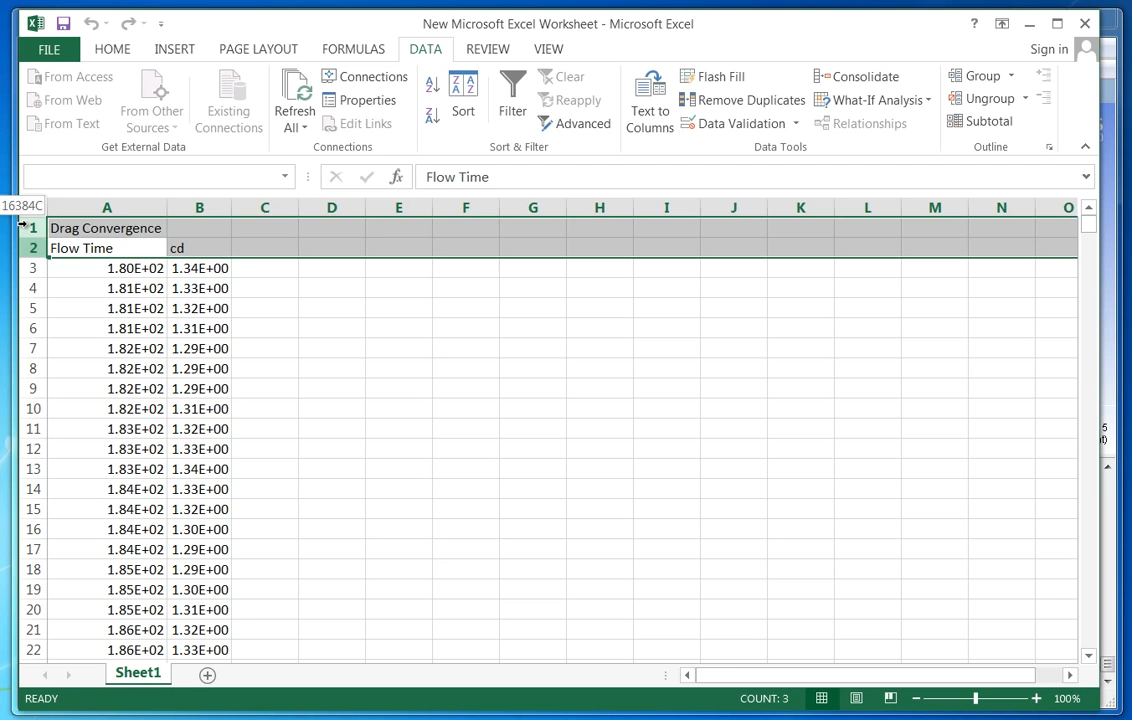 New Microsoft Excel Worksheet - Microsoft Excel
?
FILE HOME INSERT PAGE LAYOUT FORMULAS DATA REVIEW VIEW Sign in
From Access
From Web
From Text
From Other Sources
Existing Connections
Get External Data
Refresh All
Connections
Properties
Edit Links
Connections
Sort
Filter
Clear
Reapply
Advanced
Sort & Filter
Text to Columns
Flash Fill
Remove Duplicates
Data Validation
Consolidate
What-If Analysis
Relationships
Data Tools
Group
Ungroup
Subtotal
Outline
fx Flow Time
16384C
A B C D E F G H I J K L M N O
1 Drag Convergence
2 Flow Time cd
3 1.80E+02 1.34E+00
4 1.81E+02 1.33E+00
5 1.81E+02 1.32E+00
6 1.81E+02 1.31E+00
7 1.82E+02 1.29E+00
8 1.82E+02 1.29E+00
9 1.82E+02 1.29E+00
10 1.82E+02 1.31E+00
11 1.83E+02 1.32E+00
12 1.83E+02 1.33E+00
13 1.83E+02 1.34E+00
14 1.84E+02 1.33E+00
15 1.84E+02 1.32E+00
16 1.84E+02 1.30E+00
17 1.84E+02 1.29E+00
18 1.85E+02 1.29E+00
19 1.85E+02 1.30E+00
20 1.85E+02 1.31E+00
21 1.86E+02 1.32E+00
22 1.86E+02 1.33E+00
Sheet1
READY COUNT: 3 100%